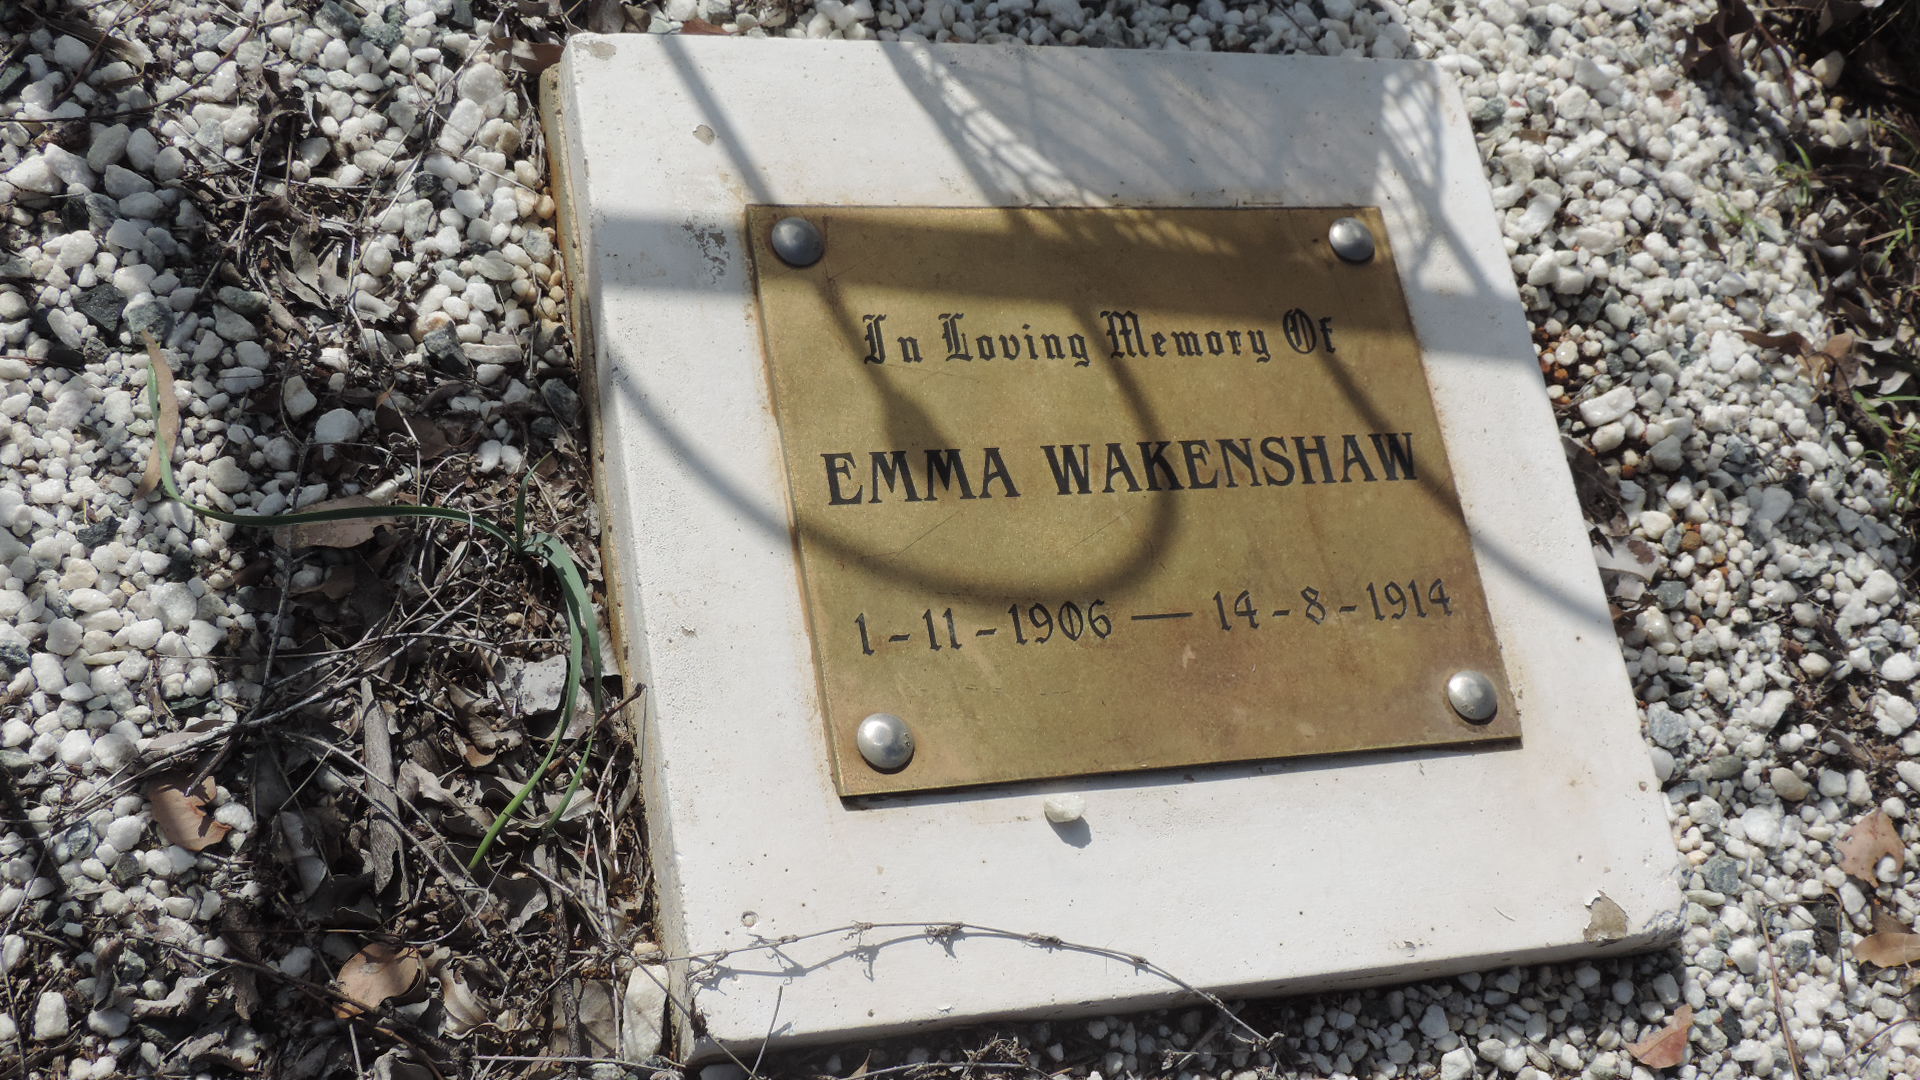 In Loving Memory Of
EMMA WAKENSHAW
1-11-1906 — 14-8-1914